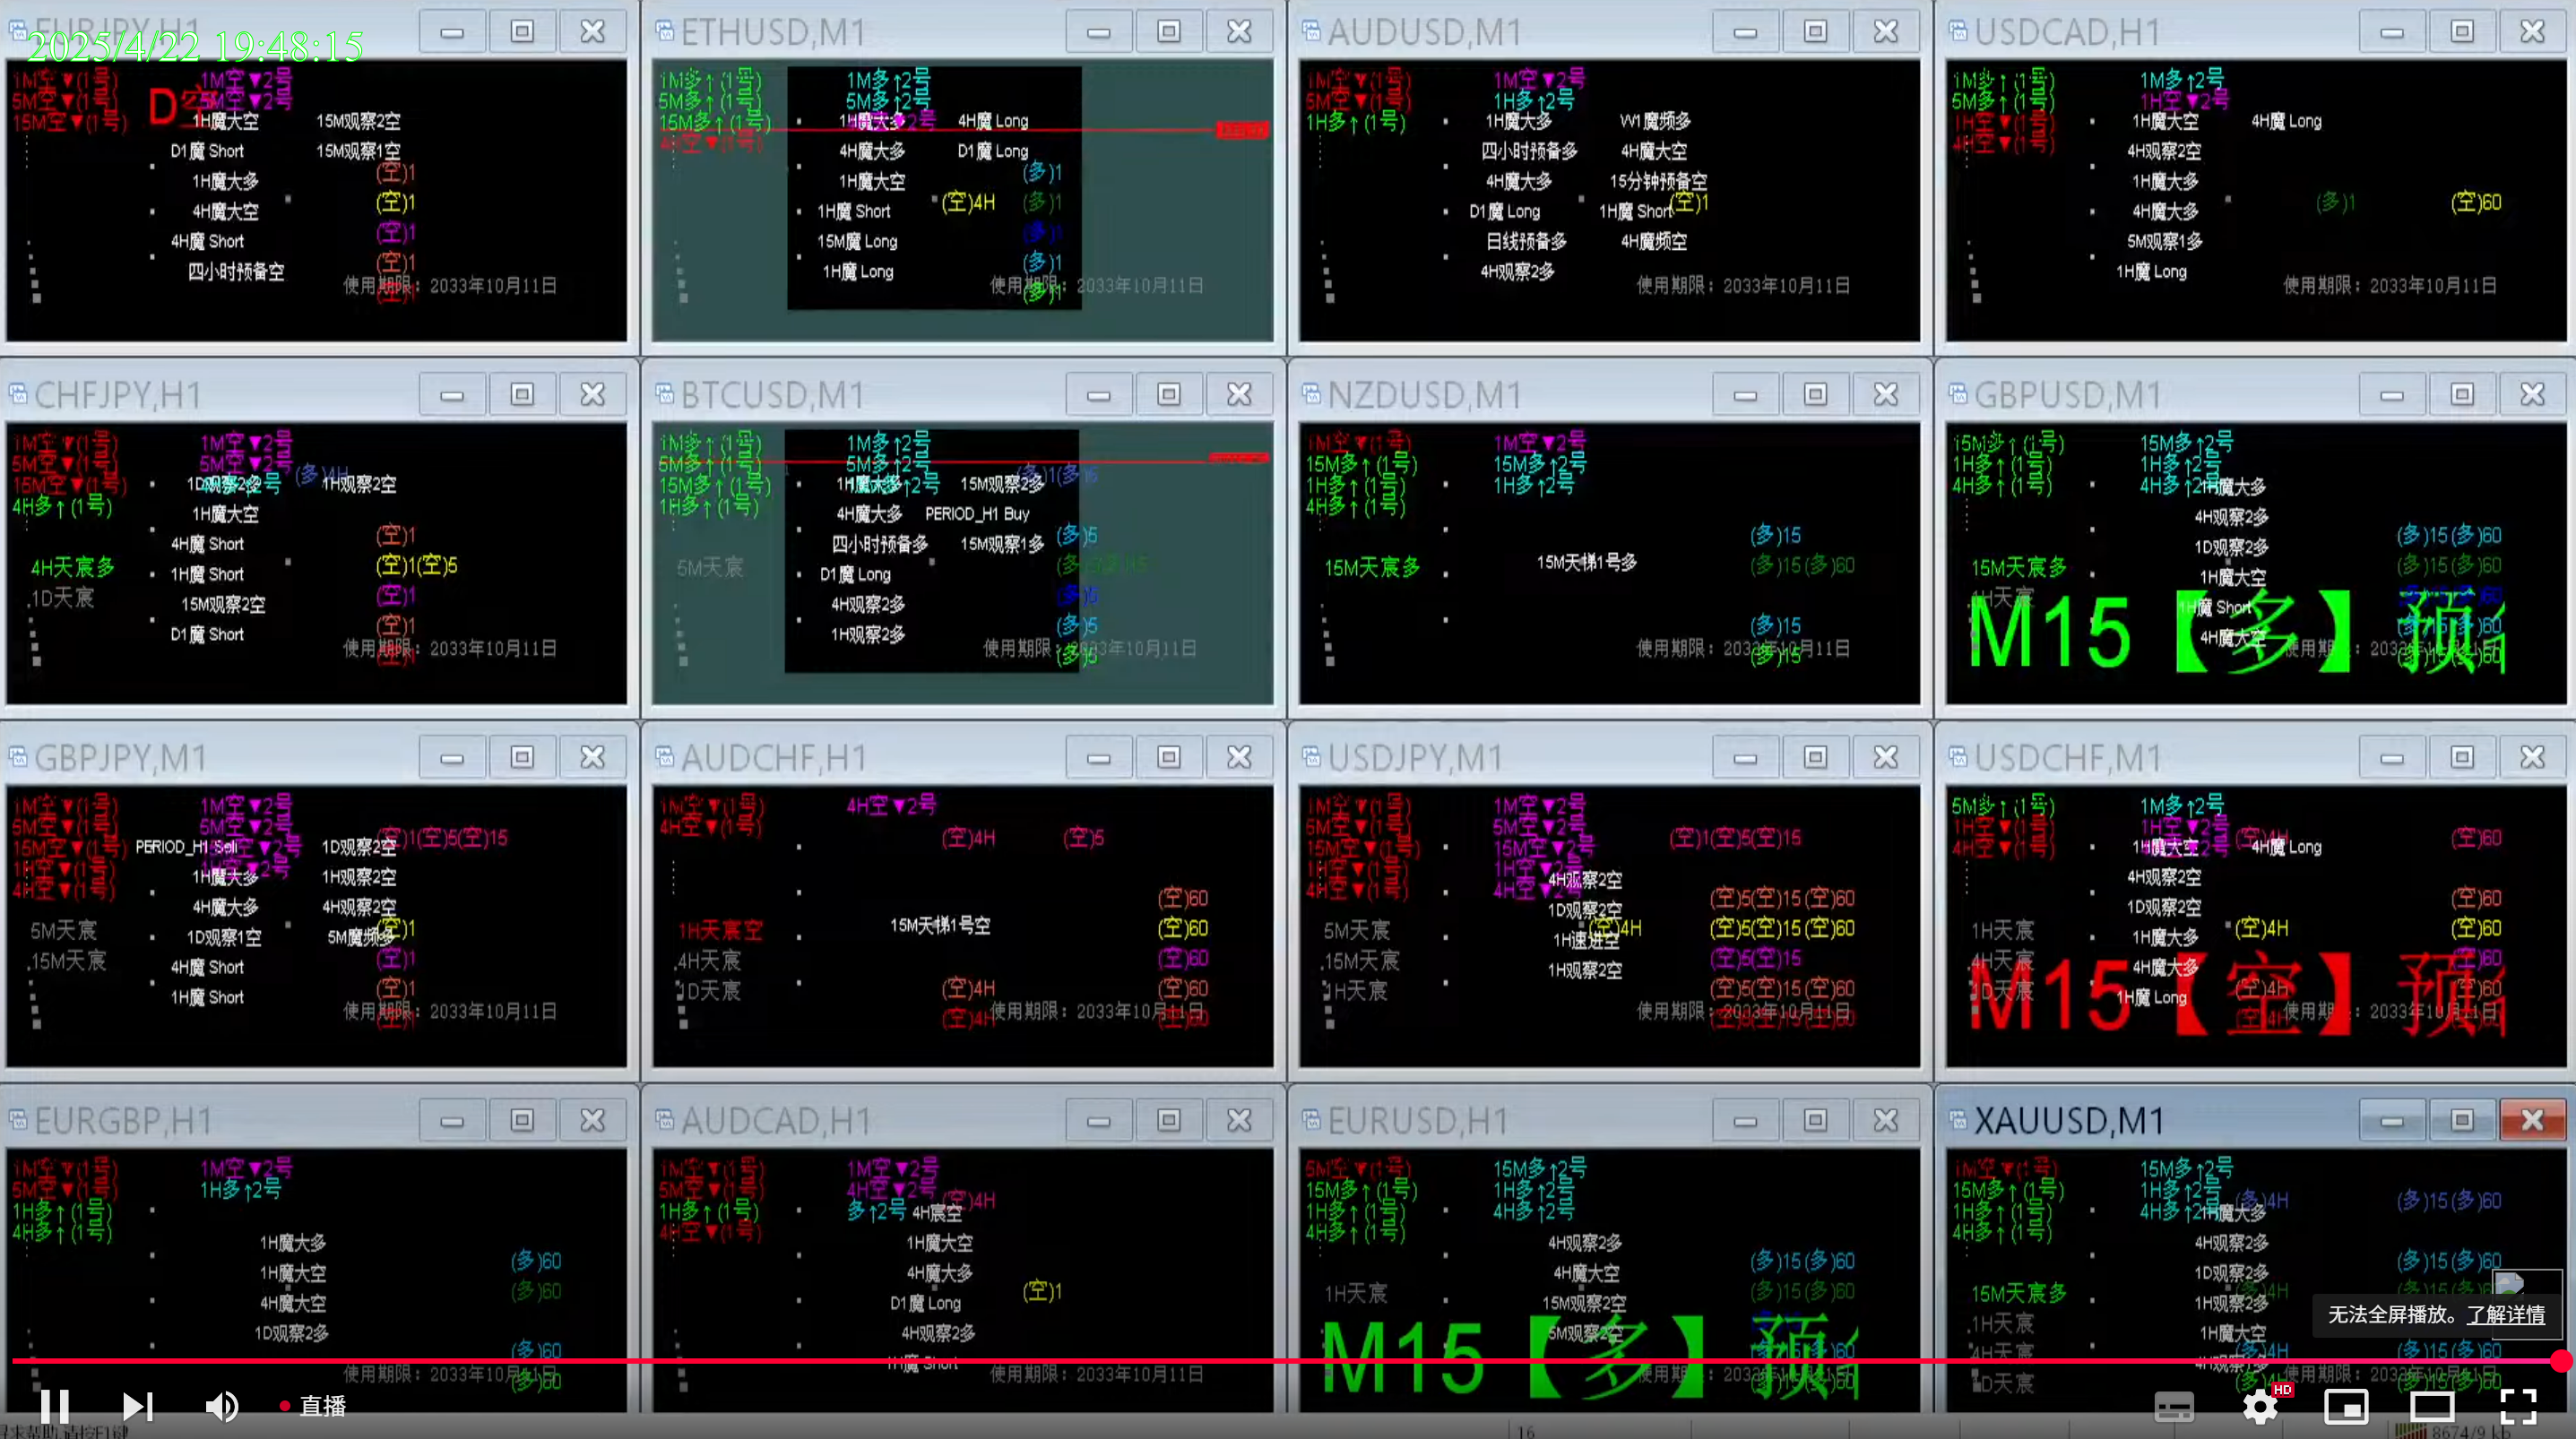 EURJPY,H1
2025/4/22 19:48:15
1M空▼(1号)
1M空▼2号
5M空▼(1号)
5M空▼2号
15M空▼(1号)
1H魔大空
15M观察2空
D1魔 Short
15M观察1空
(空)1
1H魔大多
(空)1
4H魔大空
(空)1
4H魔 Short
(空)1
四小时预备空
使用期限：2033年10月11日
ETHUSD,M1
1M多↑(1号)
1M多↑2号
5M多↑(1号)
5M多↑2号
15M多↑(1号)
4H魔 Long
4H空▼(1号)
4H魔大多
D1魔 Long
(多)1
1H魔大空
(空)4H
(多)1
1H魔 Short
(多)1
15M魔 Long
(多)1
1H魔 Long
(多)1
使用期限：2033年10月11日
AUDUSD,M1
1M空▼(1号)
1M空▼2号
5M空▼(1号)
1H多↑2号
1H多↑(1号)
1H魔大多
W1魔频多
四小时预备多
4H魔大空
4H魔大多
15分钟预备空
(空)1
D1魔 Long
1H魔 Short
日线预备多
4H魔频空
4H观察2多
使用期限：2033年10月11日
USDCAD,H1
1M多↑(1号)
1M多↑2号
5M多↑(1号)
1H空▼2号
1H空▼(1号)
1H魔大空
4H魔 Long
4H空▼(1号)
4H观察2空
1H魔大多
(多)1
(空)60
4H魔大多
5M观察1多
1H魔 Long
使用期限：2033年10月11日
CHFJPY,H1
1M空▼(1号)
1M空▼2号
5M空▼(1号)
5M空▼2号
(多)4H
15M空▼(1号)
1D观察2多
1H观察2空
4H多↑(1号)
1H魔大空
4H魔 Short
(空)1
4H天宸多
1H魔 Short
(空)1(空)5
1D天宸
15M观察2空
(空)1
D1魔 Short
(空)1
使用期限：2033年10月11日
BTCUSD,M1
1M多↑(1号)
1M多↑2号
5M多↑(1号)
5M多↑2号
15M多↑(1号)
15M观察2多
1H多↑(1号)
4H魔大多
PERIOD_H1 Buy
四小时预备多
15M观察1多
(多)5
5M天宸
D1魔 Long
4H观察2多
(多)5
1H观察2多
(多)5
(多)5
使用期限：2033年10月11日
NZDUSD,M1
1M空▼(1号)
1M空▼2号
15M多↑(1号)
15M多↑2号
1H多↑(1号)
1H多↑2号
4H多↑(1号)
(多)15
15M天宸多
15M天梯1号多
(多)15(多)60
(多)15
(多)15
使用期限：2033年10月11日
GBPUSD,M1
15M多↑(1号)
15M多↑2号
1H多↑(1号)
1H多↑2号
4H多↑(1号)
4H多↑2号
1H魔大多
4H观察2多
(多)15(多)60
1D观察2多
15M天宸多
(多)15(多)60
1H魔大空
4H天宸
1H魔 Short
4H魔大空
M15【多】预
GBPJPY,M1
1M空▼(1号)
1M空▼2号
5M空▼(1号)
5M空▼2号
(空)1(空)5(空)15
15M空▼(1号)
PERIOD_H1 Sell
1D观察2空
1H空▼(1号)
1H魔大多
1H观察2空
4H空▼(1号)
4H魔大多
4H观察2空
5M天宸
1D观察1空
5M魔频多
(空)1
15M天宸
4H魔 Short
(空)1
1H魔 Short
(空)1
使用期限：2033年10月11日
AUDCHF,H1
1M空▼(1号)
4H空▼2号
4H空▼(1号)
(空)4H
(空)5
(空)60
1H天宸空
15M天梯1号空
(空)60
4H天宸
(空)60
1D天宸
(空)4H
(空)60
(空)4H
使用期限：2033年10月11日
USDJPY,M1
1M空▼(1号)
1M空▼2号
5M空▼(1号)
5M空▼2号
(空)1(空)5(空)15
15M空▼(1号)
15M空▼2号
1H空▼(1号)
1H空▼2号
4H空▼(1号)
4H空▼2号
4H观察2空
(空)5(空)15(空)60
1D观察2空
5M天宸
(空)4H
(空)5(空)15(空)60
1H速进空
15M天宸
(空)5(空)15
1H观察2空
1H天宸
(空)5(空)15(空)60
使用期限：2033年10月11日
USDCHF,M1
5M多↑(1号)
1M多↑2号
1H空▼(1号)
1H空▼2号
(空)4H
(空)60
4H空▼(1号)
1H魔大空
4H魔 Long
4H观察2空
(空)60
1D观察2空
1H天宸
(空)4H
(空)60
1H魔大多
4H天宸
(空)60
4H魔大多
1D天宸
(空)4H
(空)60
1H魔 Long
M15【空】预
EURGBP,H1
1M空▼(1号)
1M空▼2号
5M空▼(1号)
1H多↑2号
1H多↑(1号)
4H多↑(1号)
1H魔大多
(多)60
1H魔大空
(多)60
4H魔大空
1D观察2多
(多)60
使用期限：2033年10月11日
(多)60
AUDCAD,H1
1M空▼(1号)
1M空▼2号
5M空▼(1号)
4H空▼2号
(空)4H
1H多↑(1号)
多↑2号
4H宸空
4H空▼(1号)
1H魔大空
4H魔大多
(空)1
D1魔 Long
4H观察2多
1H魔 Short
使用期限：2033年10月11日
EURUSD,H1
5M空▼(1号)
15M多↑2号
15M多↑(1号)
1H多↑2号
1H多↑(1号)
4H多↑2号
4H多↑(1号)
4H观察2多
(多)15(多)60
4H魔大空
1H天宸
(多)15(多)60
15M观察2空
5M观察2空
M15【多】预
XAUUSD,M1
1M空▼(1号)
15M多↑2号
15M多↑(1号)
1H多↑2号
(多)4H
(多)15(多)60
1H多↑(1号)
4H多↑2号
1H魔大多
4H多↑(1号)
4H观察2多
(多)15(多)60
1D观察2多
15M天宸多
1H观察2多
1H天宸
1H魔大空
4H天宸
(多)4H
(多)15(多)60
1D天宸
无法全屏播放。了解详情
直播
HD
16
8674/9 kb